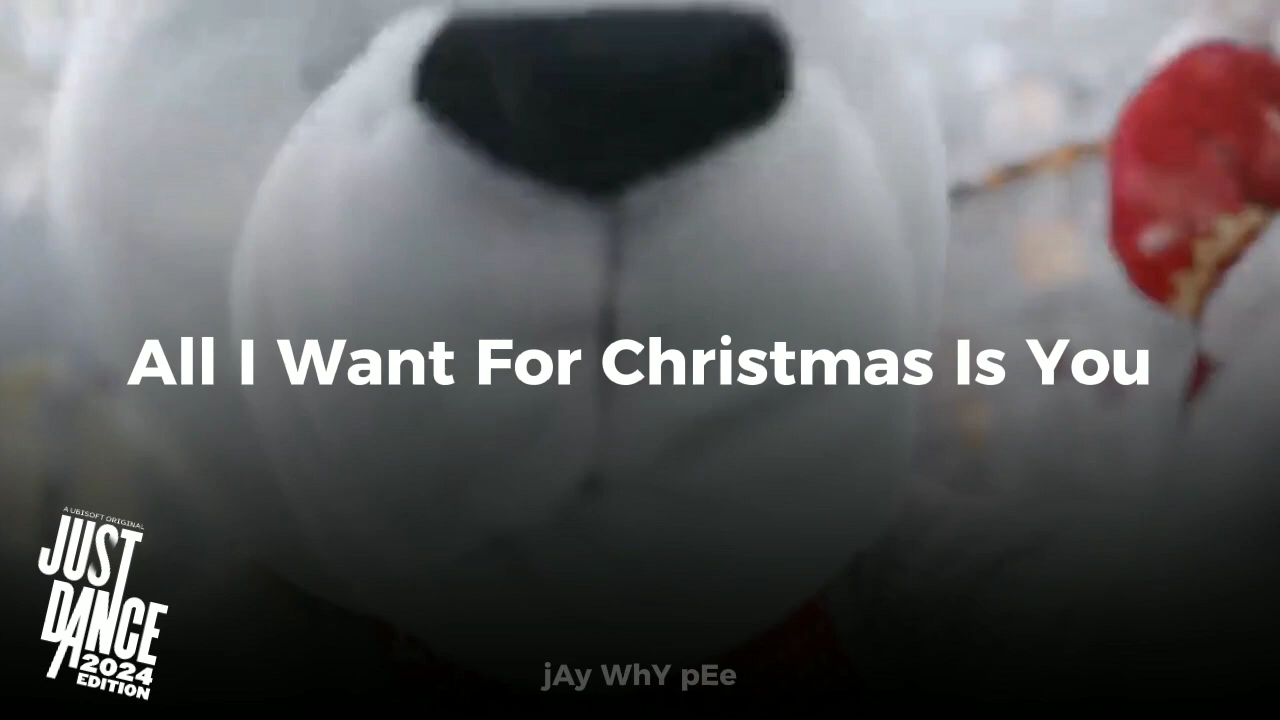 All I Want For Christmas Is You
A UBISOFT ORIGINAL
JUST
DANCE
2024
EDITION
jAy WhY pEe